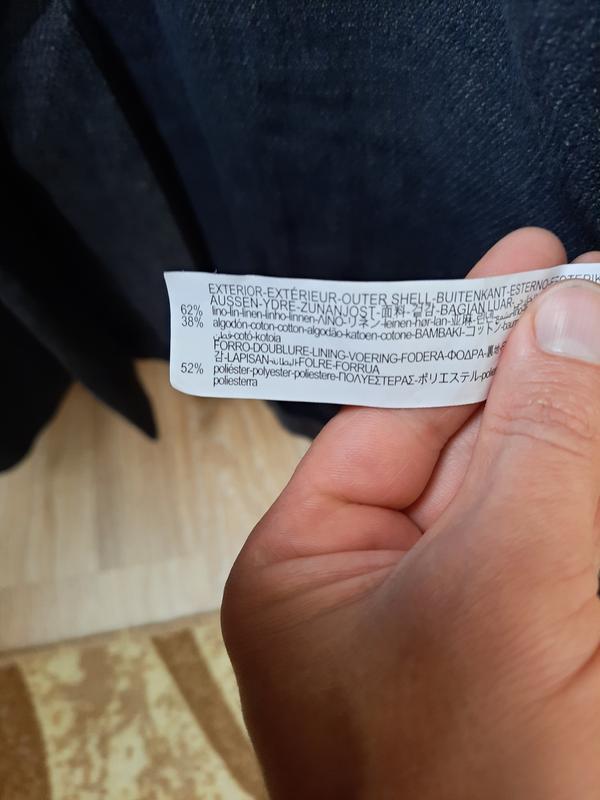 EXTERIOR-EXTÉRIEUR-OUTER SHELL-BUITENKANT-ESTERNO-
AUSSEN-YDRE-ZUNANJOST-面料-겉감-BAGIAN LUAR-
62% lino-lin-linen-linho-linnen-ΛΙΝΟ-リネン-leinen-hør-lan-亚麻-
38% algodón-coton-cotton-algodão-katoen-cotone-BAMBAKI-コットン-
cotó-kotoia
FORRO-DOUBLURE-LINING-VOERING-FODERA-ΦΟΔΡΑ-
감-LAPISAN-البطانة-FOLRE-FORRUA
52% poliéster-polyester-poliestere-ΠΟΛΥΕΣΤΕΡΑΣ-ポリエステル-
poliesterra